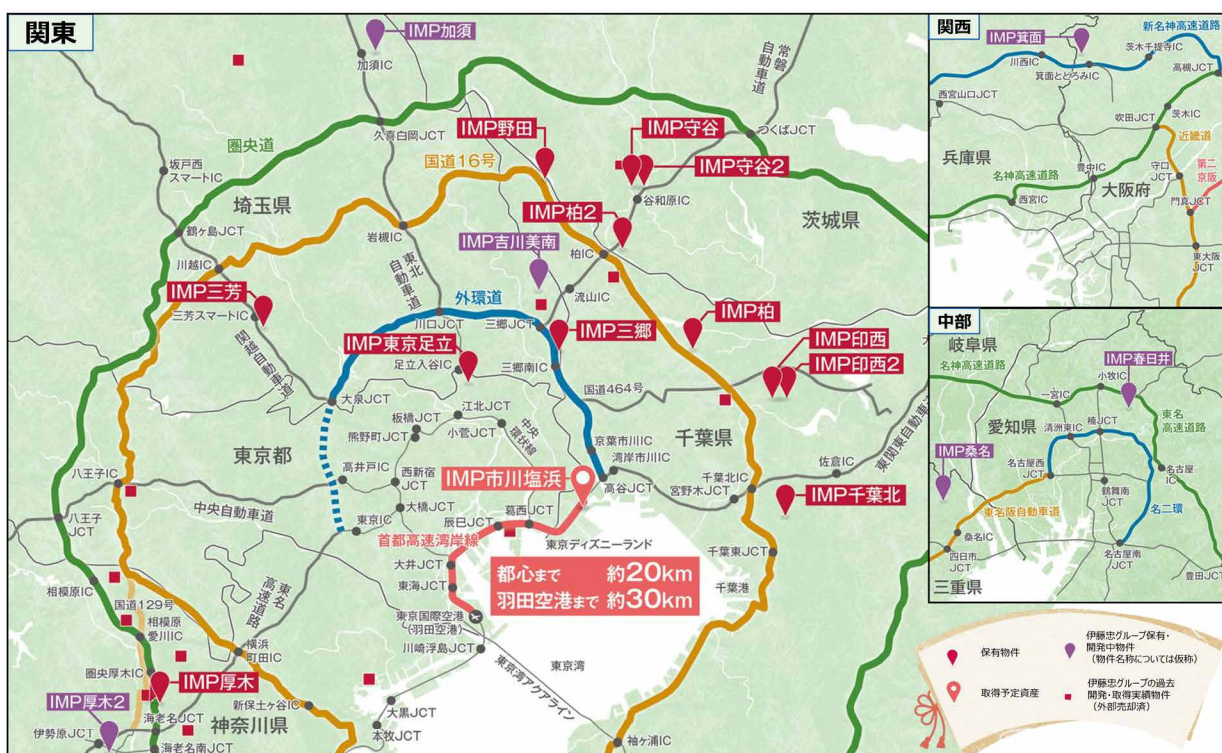 関東
IMP加須
加須IC
常磐
自動車道
久喜白岡JCT
つくばJCT
圏央道
坂戸西
スマートIC
国道16号
IMP野田
IMP守谷
IMP守谷2
谷和原IC
埼玉県
茨城県
鶴ヶ島JCT
岩槻IC
IMP柏2
柏IC
IMP吉川美南
川越IC
東北
自動車道
流山IC
IMP三芳
三芳スマートIC
外環道
川口JCT
三郷JCT
IMP三郷
IMP柏
関越自動車道
IMP東京足立
足立入谷IC
三郷南IC
IMP印西
IMP印西2
国道464号
大泉JCT
板橋JCT
江北JCT
熊野町JCT
小菅JCT
中央
環状線
東京都
千葉県
東関東自動車道
京葉市川IC
湾岸市川IC
高谷JCT
八王子IC
高井戸IC
西新宿
JCT
IMP市川塩浜
佐倉IC
千葉北IC
宮野木JCT
IMP千葉北
八王子
JCT
中央自動車道
東京IC
大橋JCT
辰巳JCT
葛西JCT
首都高速湾岸線
東京ディズニーランド
大井JCT
千葉東JCT
都心まで 約20km
羽田空港まで 約30km
千葉港
東海JCT
相模原IC
東名
高速道路
国道129号
東京国際空港
(羽田空港)
相模原
愛川IC
川崎浮島JCT
東京湾
横浜
町田IC
東京湾アクアライン
圏央厚木IC
IMP厚木
IMP厚木2
海老名JCT
新保土ヶ谷IC
大黒JCT
本牧JCT
伊勢原JCT
神奈川県
海老名南JCT
袖ヶ浦IC
関西
新名神高速道路
IMP箕面
茨木千提寺IC
川西IC
箕面とどろみIC
高槻JCT
西宮山口JCT
茨木IC
吹田JCT
近畿道
兵庫県
豊中IC
守口
JCT
第二
京阪
名神高速道路
大阪府
西宮IC
門真JCT
東大阪
JCT
中部
岐阜県
IMP春日井
名神高速道路
小牧IC
一宮IC
愛知県
清洲東IC
楠JCT
東名
高速道路
IMP桑名
名古屋西
JCT
名古屋
IC
鶴舞南
JCT
東名阪自動車道
名二環
桑名IC
名古屋南
JCT
四日市
JCT
豊田JCT
三重県
保有物件
伊藤忠グループ保有・
開発中物件
(物件名称については仮称)
取得予定資産
伊藤忠グループの過去
開発・取得実績物件
(外部売却済)